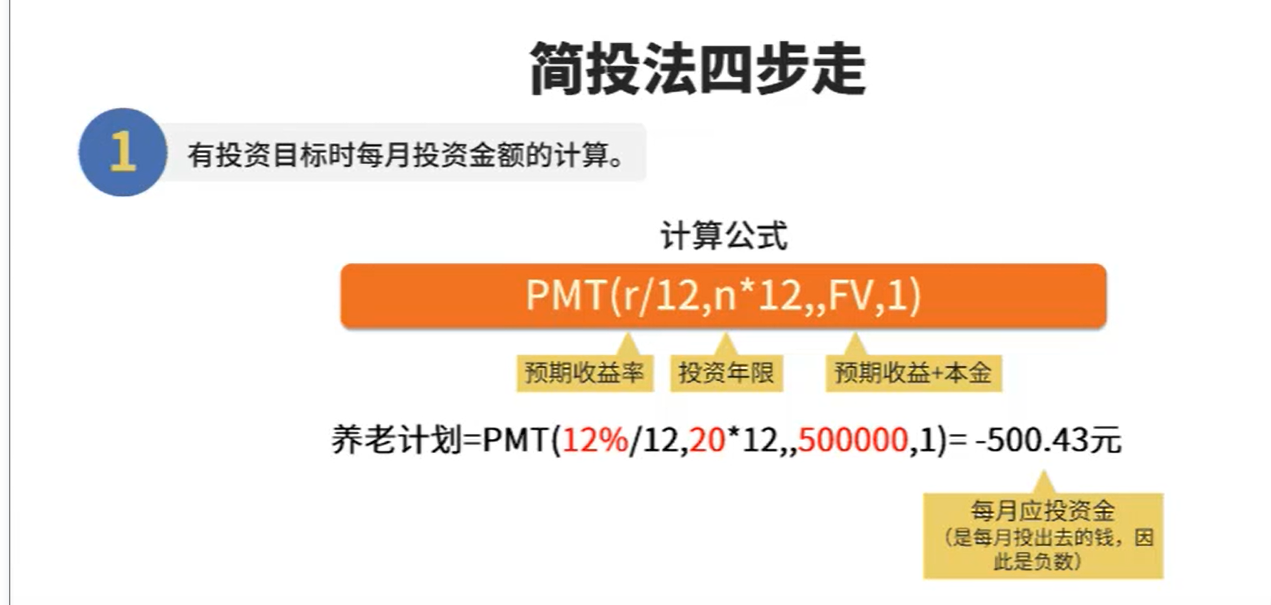 简投法四步走
1
有投资目标时每月投资金额的计算。
计算公式
PMT(r/12,n*12,,FV,1)
预期收益率
投资年限
预期收益+本金
养老计划=PMT(12%/12,20*12,,500000,1)= -500.43元
每月应投资金
（是每月投出去的钱，因
此是负数）